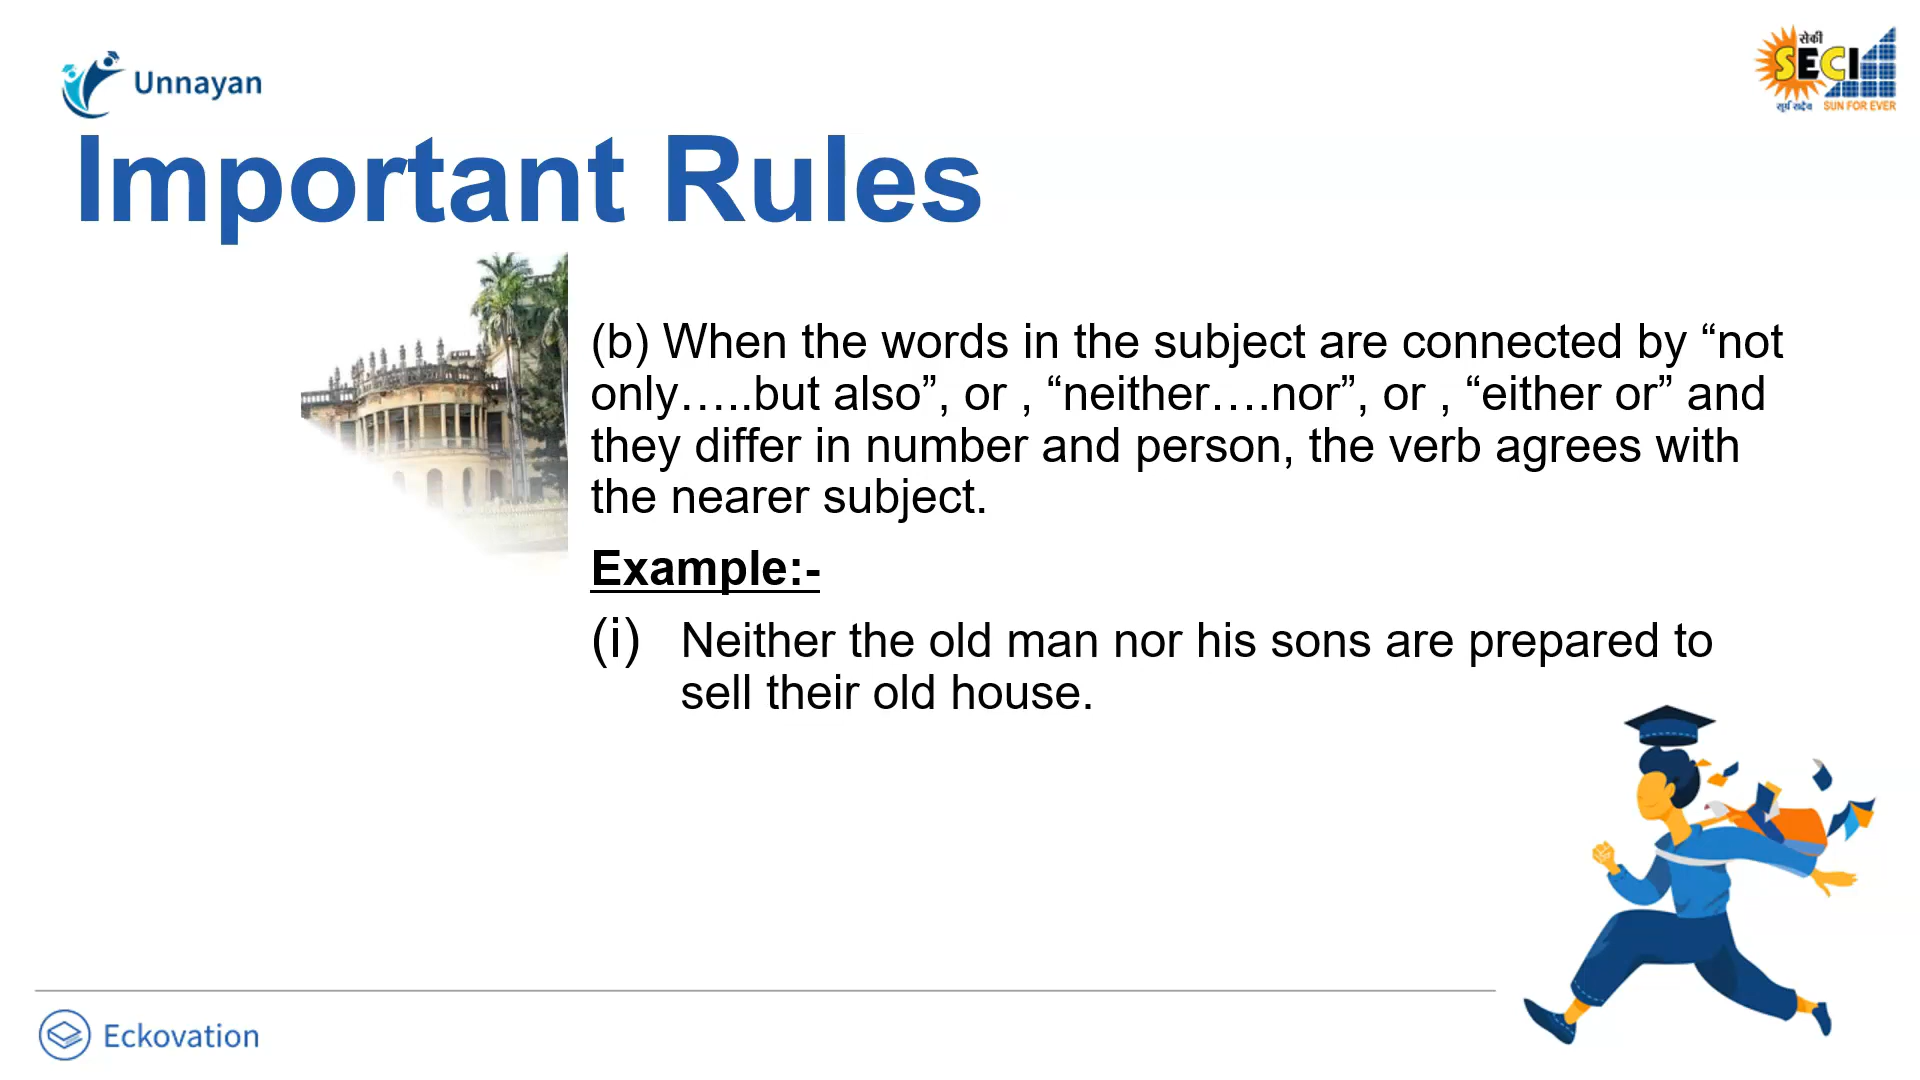 Unnayan
सेकी
SECI
सूर्य सदैव SUN FOR EVER
Important Rules
(b) When the words in the subject are connected by “not
only…..but also”, or , “neither….nor”, or , “either or” and
they differ in number and person, the verb agrees with
the nearer subject.
Example:-
(i) Neither the old man nor his sons are prepared to
sell their old house.
Eckovation